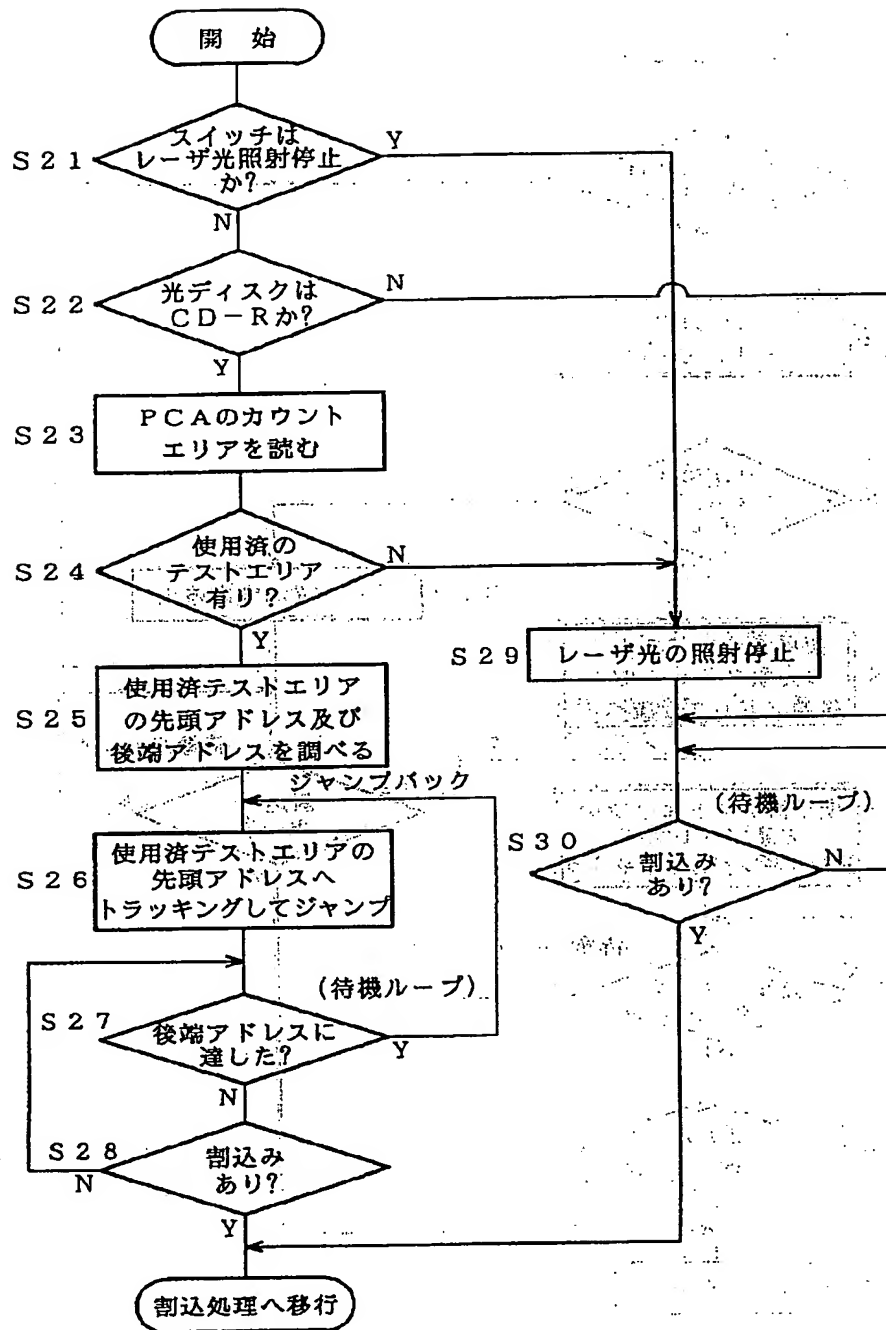 開 始
S21
スイッチは
レーザ光照射停止
か?
Y
N
S22
光ディスクは
CD-Rか?
N
Y
S23
PCAのカウント
エリアを読む
S24
使用済の
テストエリア
有り?
N
Y
S25
使用済テストエリア
の先頭アドレス及び
後端アドレスを調べる
ジャンプバック
S26
使用済テストエリアの
先頭アドレスへ
トラッキングしてジャンプ
(待機ループ)
S27
後端アドレスに
達した?
Y
N
S28
割込み
あり?
N
Y
S29
レーザ光の照射停止
(待機ループ)
S30
割込み
あり?
N
Y
割込処理へ移行